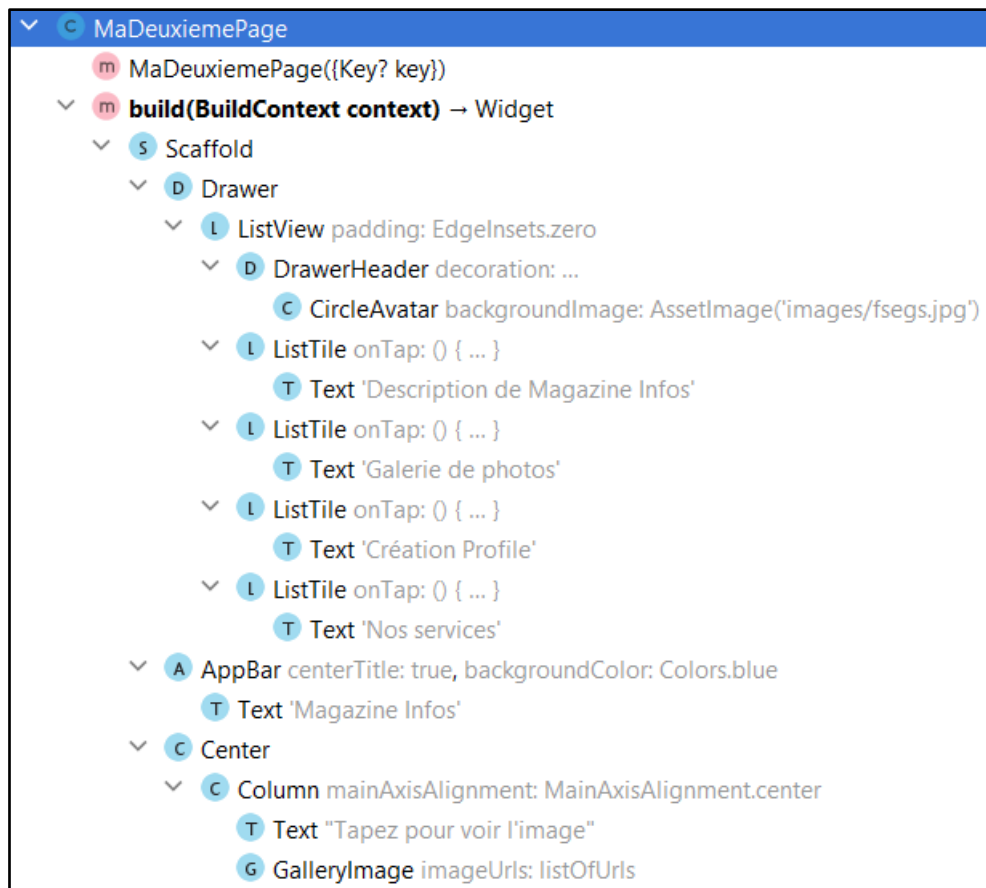 C MaDeuxiemePage
m MaDeuxiemePage({Key? key})
m build(BuildContext context) → Widget
S Scaffold
D Drawer
L ListView padding: EdgeInsets.zero
D DrawerHeader decoration: ...
C CircleAvatar backgroundImage: AssetImage('images/fsegs.jpg')
L ListTile onTap: () { ... }
T Text 'Description de Magazine Infos'
L ListTile onTap: () { ... }
T Text 'Galerie de photos'
L ListTile onTap: () { ... }
T Text 'Création Profile'
L ListTile onTap: () { ... }
T Text 'Nos services'
A AppBar centerTitle: true, backgroundColor: Colors.blue
T Text 'Magazine Infos'
C Center
C Column mainAxisAlignment: MainAxisAlignment.center
T Text "Tapez pour voir l'image"
G GalleryImage imageUrls: listOfUrls